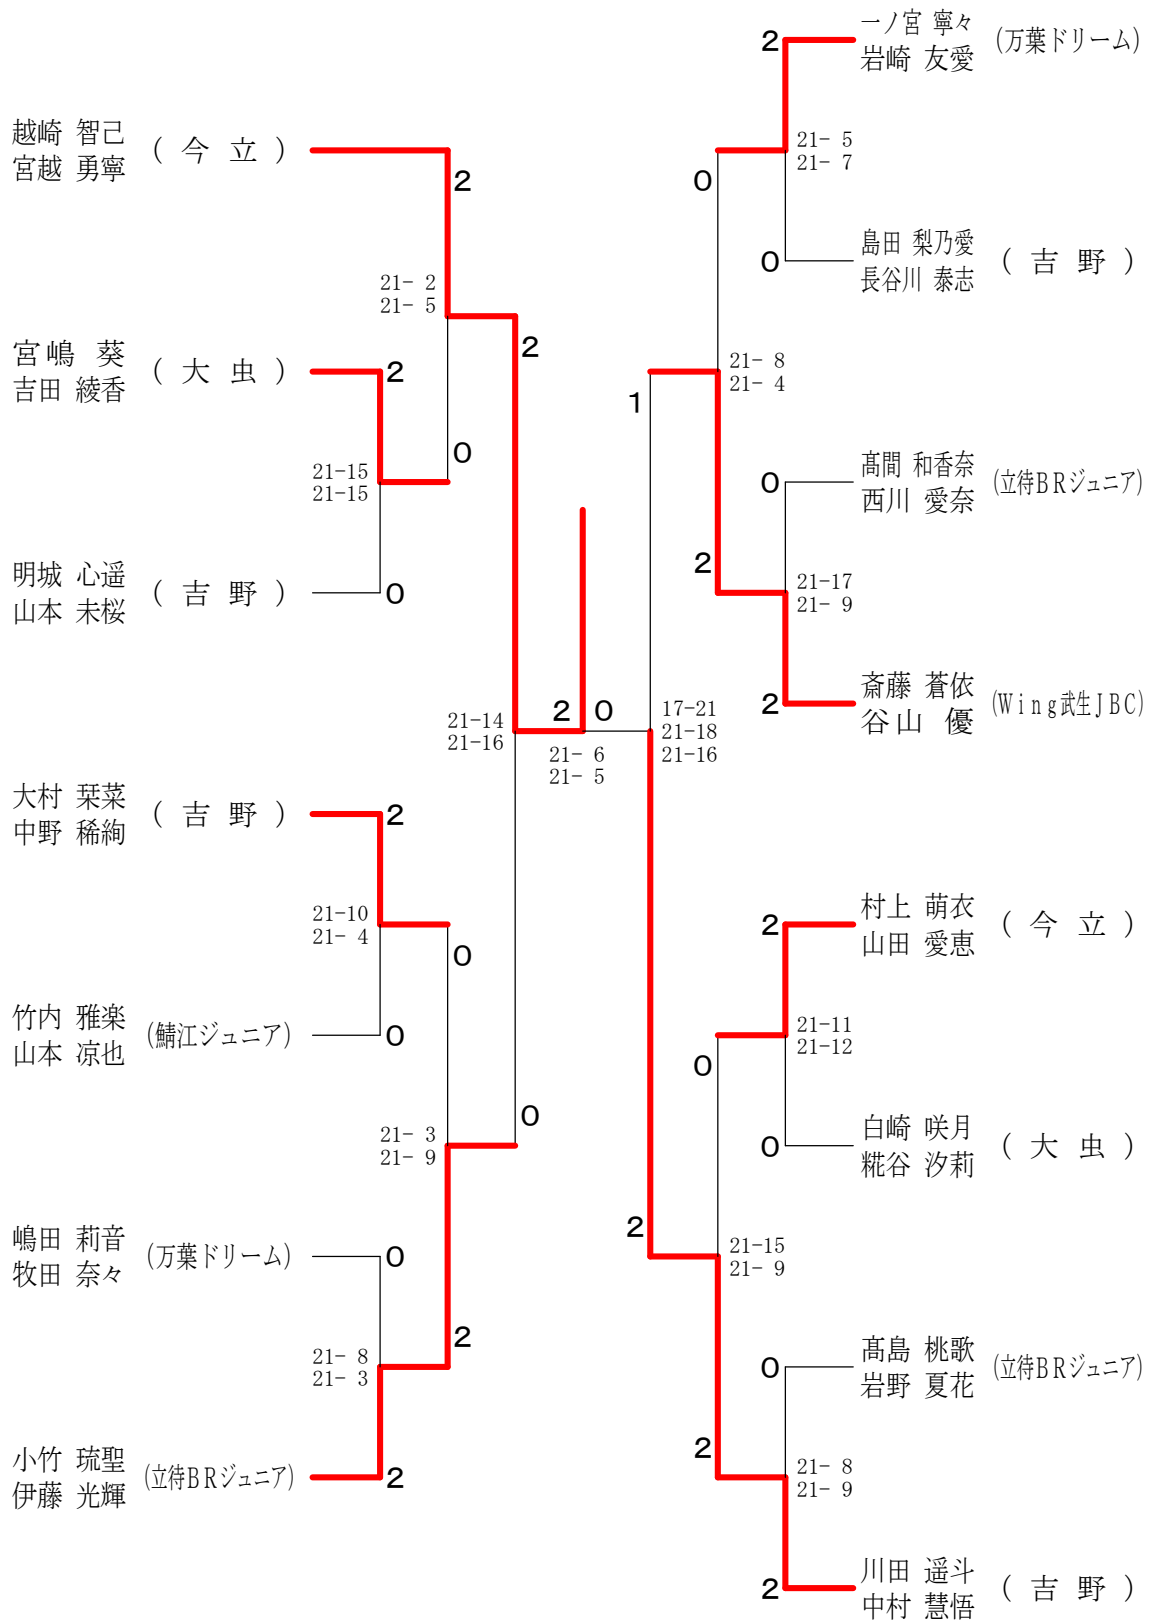 越崎 智己
宮越 勇寧
( 今 立 )
2
21- 2
21- 5
宮嶋 葵
吉田 綾香
( 大 虫 )
2
0
21-15
21-15
明城 心遥
山本 未桜
( 吉 野 )
0
2
21-14
21-16
大村 栞菜
中野 稀絢
( 吉 野 )
2
21-10
21- 4
0
竹内 雅楽
山本 凉也
(鯖江ジュニア)
0
21- 3
21- 9
0
嶋田 莉音
牧田 奈々
(万葉ドリーム)
0
21- 8
21- 3
2
小竹 琉聖
伊藤 光輝
(立待BRジュニア)
2
2 0
21- 6
21- 5
一ノ宮 寧々
岩崎 友愛
(万葉ドリーム)
2
21- 5
21- 7
0
島田 梨乃愛
長谷川 泰志
( 吉 野 )
0
21- 8
21- 4
1
髙間 和香奈
西川 愛奈
(立待BRジュニア)
0
2
21-17
21- 9
斎藤 蒼依
谷山 優
(Wing武生JBC)
2
17-21
21-18
21-16
村上 萌衣
山田 愛恵
( 今 立 )
2
21-11
21-12
0
白崎 咲月
糀谷 汐莉
( 大 虫 )
0
2
21-15
21- 9
髙島 桃歌
岩野 夏花
(立待BRジュニア)
0
2
21- 8
21- 9
川田 遥斗
中村 慧悟
( 吉 野 )
2